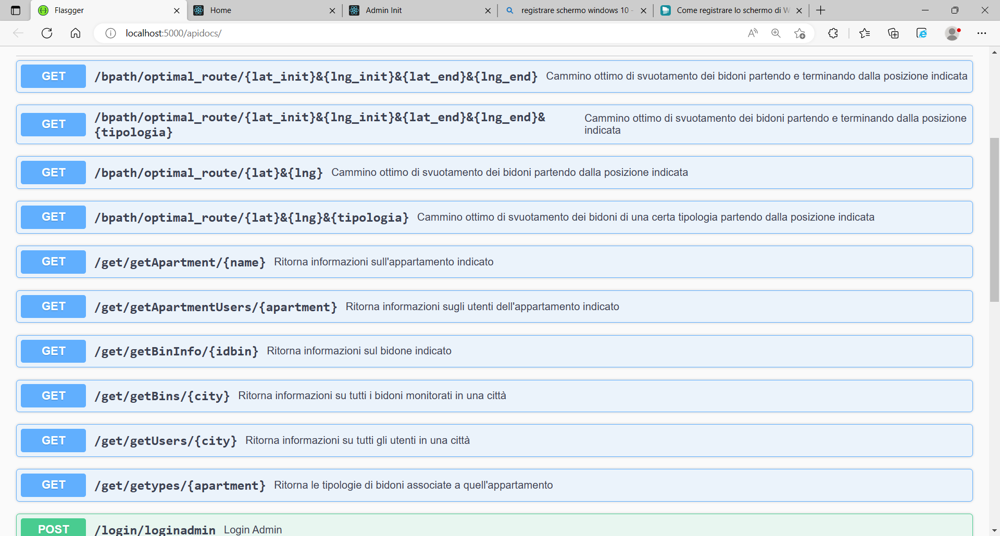 Flasgger
Home
Admin Init
registrare schermo windows 10 -
Come registrare lo schermo di W
localhost:5000/apidocs/
GET /bpath/optimal_route/{lat_init}&{lng_init}&{lat_end}&{lng_end} Cammino ottimo di svuotamento dei bidoni partendo e terminando dalla posizione indicata
GET /bpath/optimal_route/{lat_init}&{lng_init}&{lat_end}&{lng_end}&
{tipologia}
Cammino ottimo di svuotamento dei bidoni partendo e terminando dalla posizione
indicata
GET /bpath/optimal_route/{lat}&{lng} Cammino ottimo di svuotamento dei bidoni partendo dalla posizione indicata
GET /bpath/optimal_route/{lat}&{lng}&{tipologia} Cammino ottimo di svuotamento dei bidoni di una certa tipologia partendo dalla posizione indicata
GET /get/getApartment/{name} Ritorna informazioni sull'appartamento indicato
GET /get/getApartmentUsers/{apartment} Ritorna informazioni sugli utenti dell'appartamento indicato
GET /get/getBinInfo/{idbin} Ritorna informazioni sul bidone indicato
GET /get/getBins/{city} Ritorna informazioni su tutti i bidoni monitorati in una città
GET /get/getUsers/{city} Ritorna informazioni su tutti gli utenti in una città
GET /get/getypes/{apartment} Ritorna le tipologie di bidoni associate a quell'appartamento
POST /login/loginadmin Login Admin